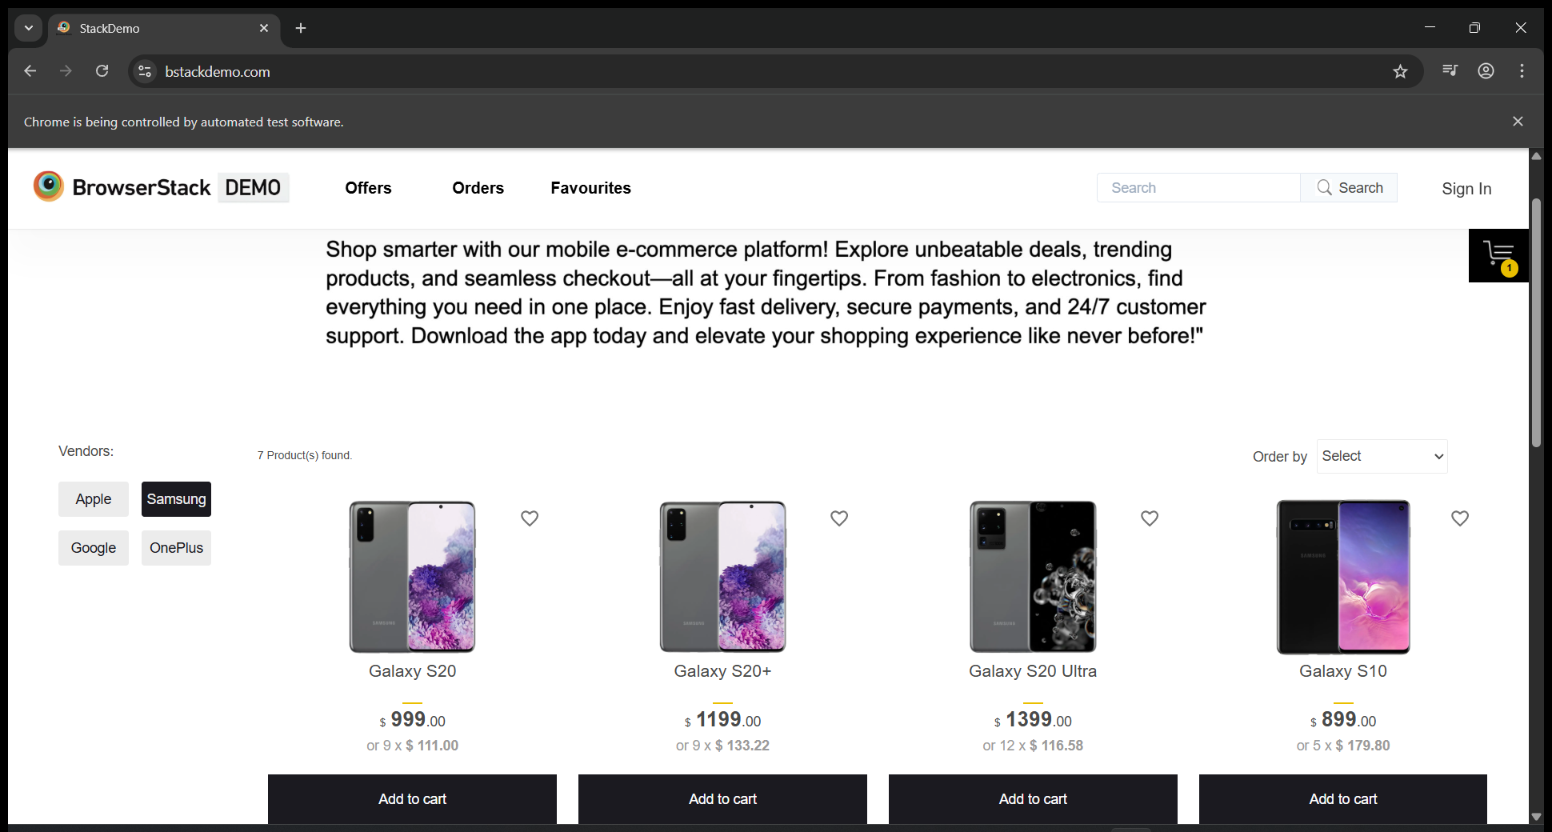 StackDemo
bstackdemo.com
Chrome is being controlled by automated test software.
BrowserStack DEMO Offers Orders Favourites Search Search Sign In
1
Shop smarter with our mobile e-commerce platform! Explore unbeatable deals, trending
products, and seamless checkout—all at your fingertips. From fashion to electronics, find
everything you need in one place. Enjoy fast delivery, secure payments, and 24/7 customer
support. Download the app today and elevate your shopping experience like never before!"
Vendors:
Apple Samsung
Google OnePlus
7 Product(s) found.
Order by Select
SAMSUNG SAMSUNG SAMSUNG SAMSUNG
Galaxy S20 Galaxy S20+ Galaxy S20 Ultra Galaxy S10
$ 999.00 $ 1199.00 $ 1399.00 $ 899.00
or 9 x $ 111.00 or 9 x $ 133.22 or 12 x $ 116.58 or 5 x $ 179.80
Add to cart Add to cart Add to cart Add to cart